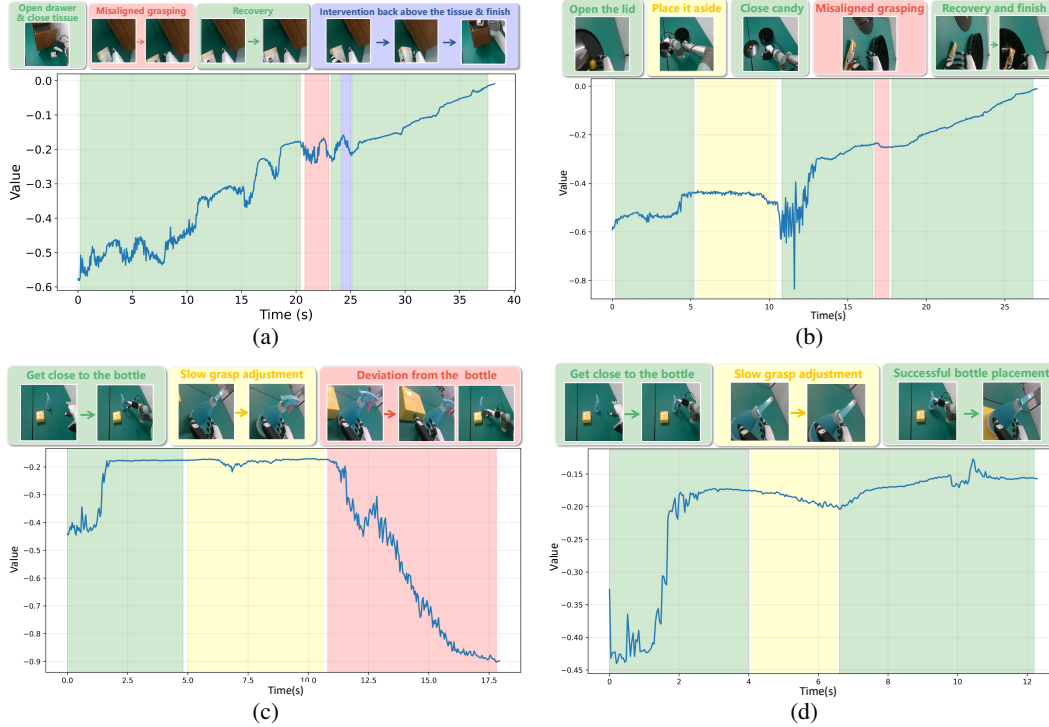 Open drawer
& close tissue
Misaligned grasping
Recovery
Intervention back above the tissue & finish
0.0
−0.1
−0.2
−0.3
−0.4
−0.5
−0.6
Value
0 5 10 15 20 25 30 35 40
Time (s)
(a)
Open the lid
Place it aside
Close candy
Misaligned grasping
Recovery and finish
0.0
−0.2
−0.4
−0.6
−0.8
Value
0 5 10 15 20 25
Time(s)
(b)
Get close to the bottle
Slow grasp adjustment
Deviation from the bottle
−0.2
−0.3
−0.4
−0.5
−0.6
−0.7
−0.8
−0.9
Value
0.0 2.5 5.0 7.5 10.0 12.5 15.0 17.5
Time(s)
(c)
Get close to the bottle
Slow grasp adjustment
Successful bottle placement
−0.15
−0.20
−0.25
−0.30
−0.35
−0.40
−0.45
Value
0 2 4 6 8 10 12
Time(s)
(d)